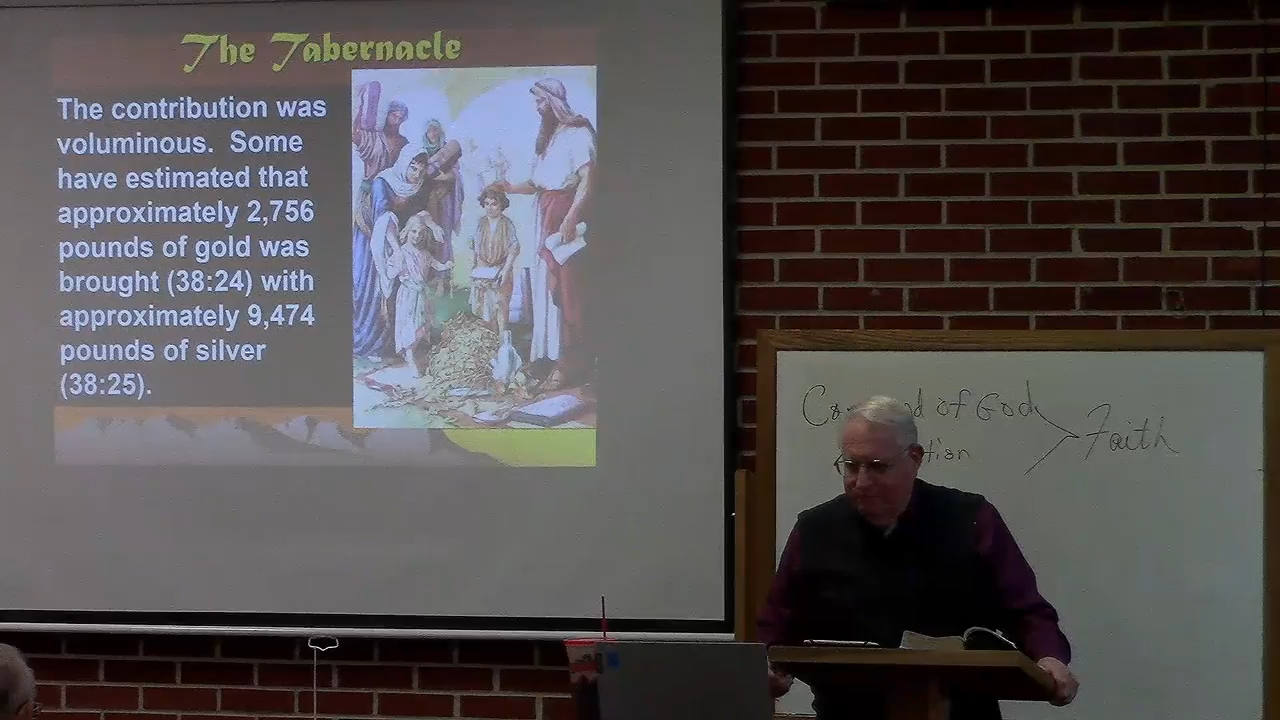 The Tabernacle
The contribution was
voluminous. Some
have estimated that
approximately 2,756
pounds of gold was
brought (38:24) with
approximately 9,474
pounds of silver
(38:25).
of God
Faith